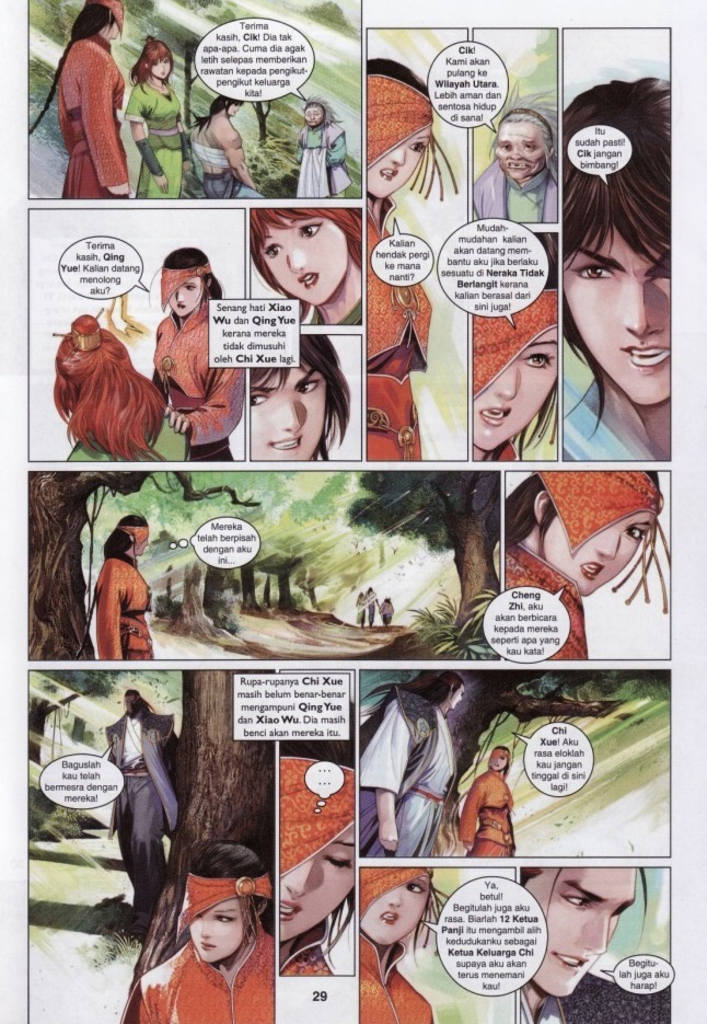 Terima
kasih, Cik! Dia tak
apa-apa. Cuma dia agak
letih selepas memberikan
rawatan kepada pengikut-
pengikut keluarga
kita!
Terima
kasih, Qing
Yue! Kalian datang
menolong
aku?
Senang hati Xiao
Wu dan Qing Yue
kerana mereka
tidak dimusuhi
oleh Chi Xue lagi.
Cik!
Kami akan
pulang ke
Wilayah Utara.
Lebih aman dan
sentosa hidup
di sana!
Kalian
hendak pergi
ke mana
nanti?
Mudah-
mudahan kalian
akan datang mem-
bantu aku jika berlaku
sesuatu di Neraka Tidak
Berlangit kerana
kalian berasal dari
sini juga!
Itu
sudah pasti!
Cik jangan
bimbang!
Mereka
telah berpisah
dengan aku
ini...
Cheng
Zhi, aku
akan berbicara
kepada mereka
seperti apa yang
kau kata!
Baguslah
kau telah
bermesra dengan
mereka!
Rupa-rupanya Chi Xue
masih belum benar-benar
mengampuni Qing Yue
dan Xiao Wu. Dia masih
benci akan mereka itu.
...
...
Chi
Xue! Aku
rasa eloklah
kau jangan
tinggal di sini
lagi!
Ya,
betul!
Begitulah juga aku
rasa. Biarlah 12 Ketua
Panji itu mengambil alih
kedudukanku sebagai
Ketua Keluarga Chi
supaya aku akan
terus menemani
kau!
Begitu-
lah juga aku
harap!
29